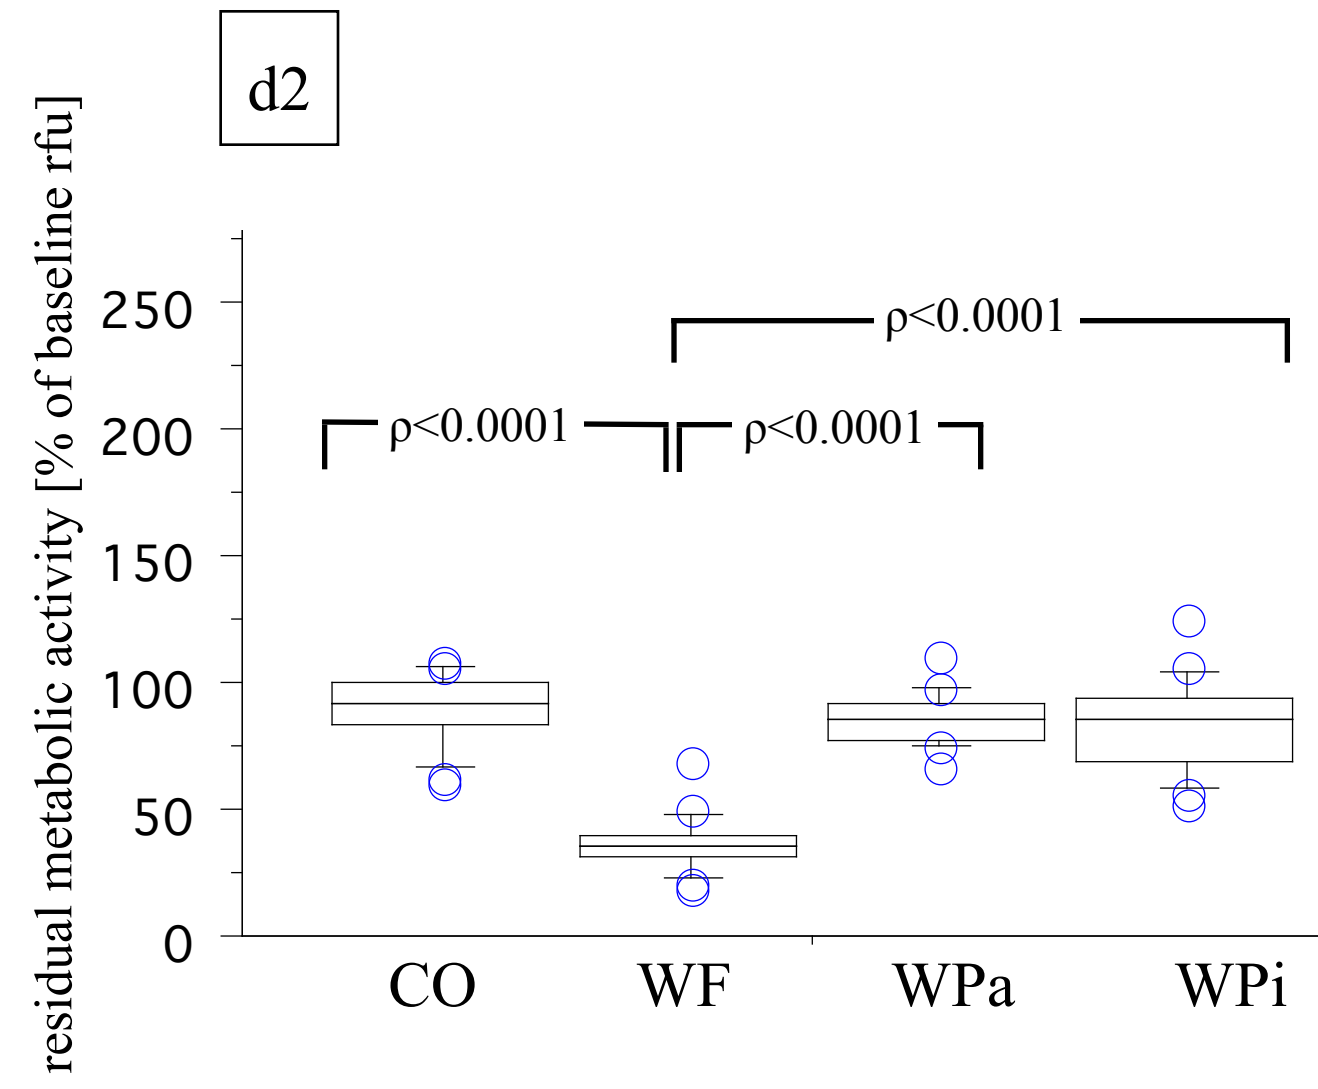 d2
residual metabolic activity [% of baseline rfu]
250
200
150
100
50
0
ρ<0.0001
ρ<0.0001
ρ<0.0001
CO
WF
WPa
WPi